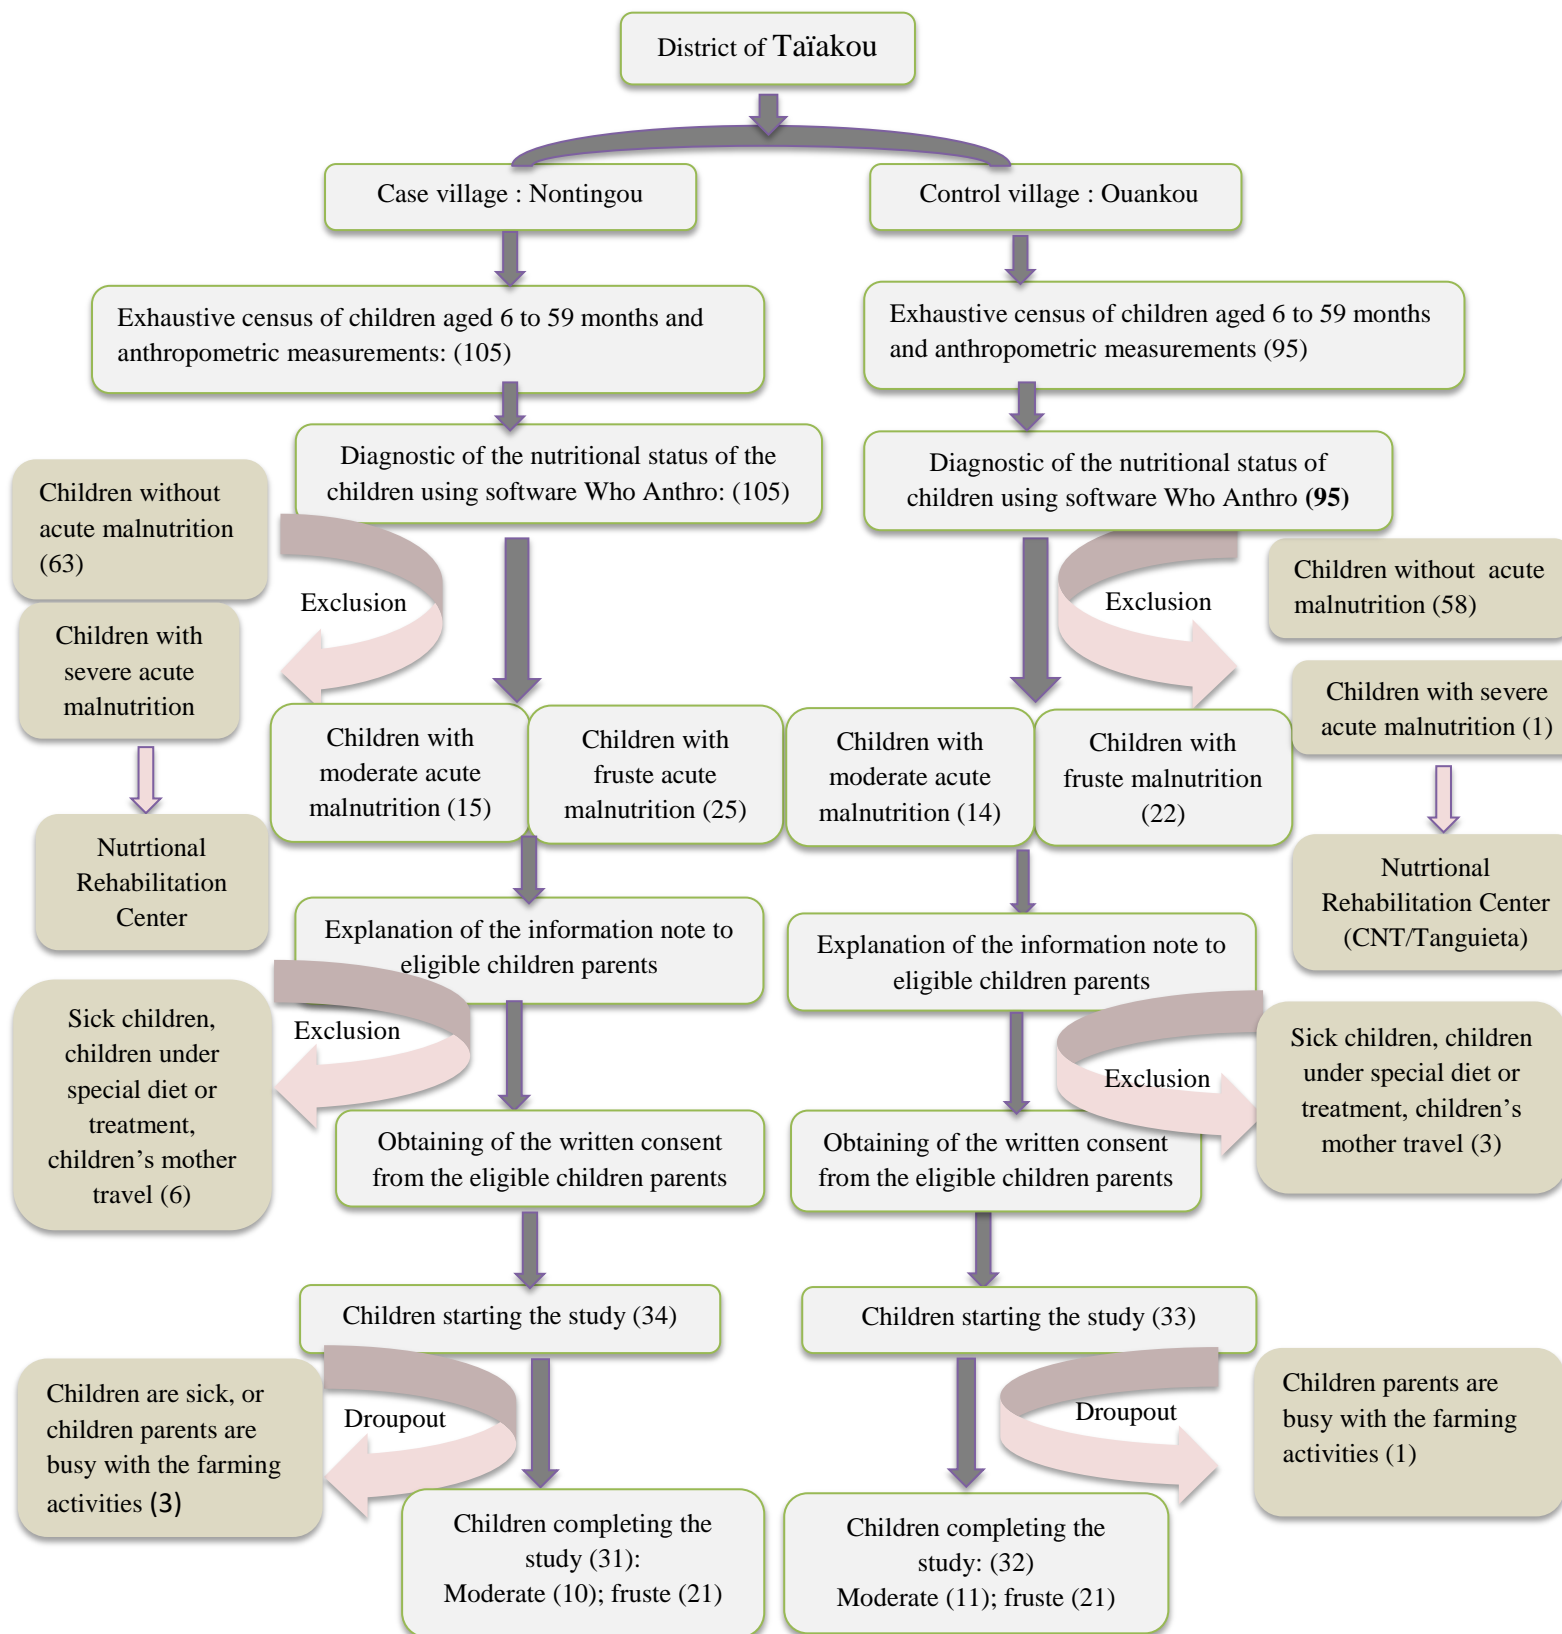 District of Taïakou
Case village : Nontingou
Control village : Ouankou
Exhaustive census of children aged 6 to 59 months and
anthropometric measurements: (105)
Exhaustive census of children aged 6 to 59 months
and anthropometric measurements (95)
Diagnostic of the nutritional status of the
children using software Who Anthro: (105)
Diagnostic of the nutritional status of
children using software Who Anthro (95)
Children without
acute malnutrition
(63)
Exclusion
Children with
severe acute
malnutrition
Exclusion
Children without  acute
malnutrition (58)
Children with severe
acute malnutrition (1)
Children with
moderate acute
malnutrition (15)
Children with
fruste acute
malnutrition (25)
Children with
moderate acute
malnutrition (14)
Children with
fruste malnutrition
(22)
Nutrtional
Rehabilitation
Center
Nutrtional
Rehabilitation Center
(CNT/Tanguieta)
Explanation of the information note to
eligible children parents
Explanation of the information note to
eligible children parents
Sick children,
children under
special diet or
treatment,
children’s mother
travel (6)
Exclusion
Exclusion
Sick children, children
under special diet or
treatment, children’s
mother travel (3)
Obtaining of the written consent
from the eligible children parents
Obtaining of the written consent
from the eligible children parents
Children starting the study (34)
Children starting the study (33)
Children are sick, or
children parents are
busy with the farming
activities (3)
Droupout
Droupout
Children parents are
busy with the farming
activities (1)
Children completing the
study (31):
Moderate (10); fruste (21)
Children completing the
study: (32)
Moderate (11); fruste (21)